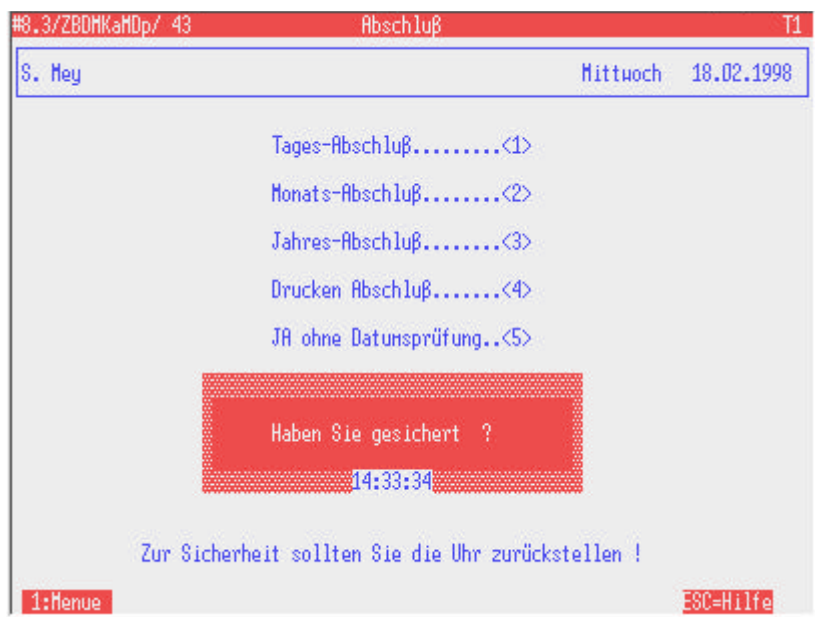 #8.3/ZBDMKaMDp/ 43 Abschluß T1
S. Mey Mittwoch 18.02.1998
Tages-Abschluß.........<1>
Monats-Abschluß........<2>
Jahres-Abschluß........<3>
Drucken Abschluß.......<4>
JA ohne Datumsprüfung..<5>
Haben Sie gesichert ?
14:33:34
Zur Sicherheit sollten Sie die Uhr zurückstellen !
1:Menue ESC=Hilfe